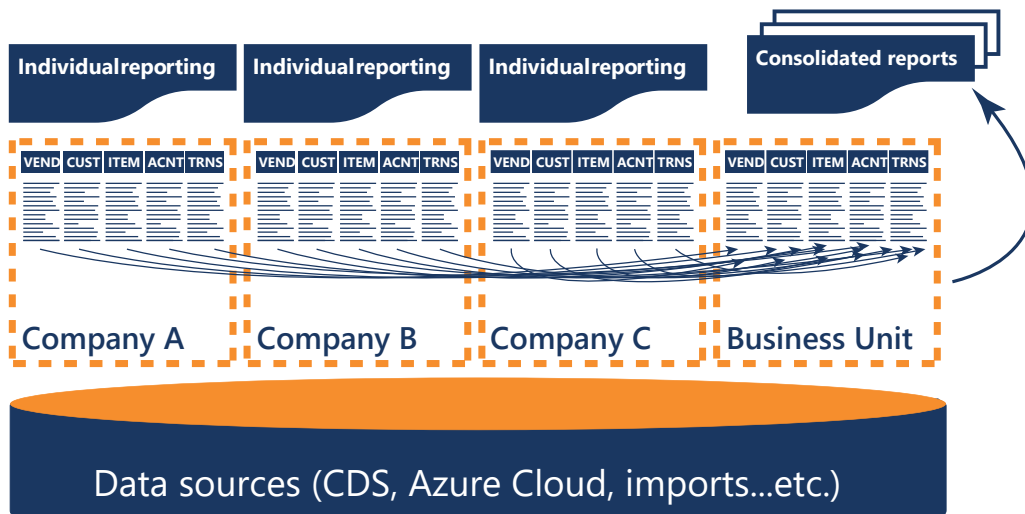 Individualreporting
Individualreporting
Individualreporting
Consolidated reports
VEND CUST ITEM ACNT TRNS
VEND CUST ITEM ACNT TRNS
VEND CUST ITEM ACNT TRNS
VEND CUST ITEM ACNT TRNS
Company A
Company B
Company C
Business Unit
Data sources (CDS, Azure Cloud, imports...etc.)